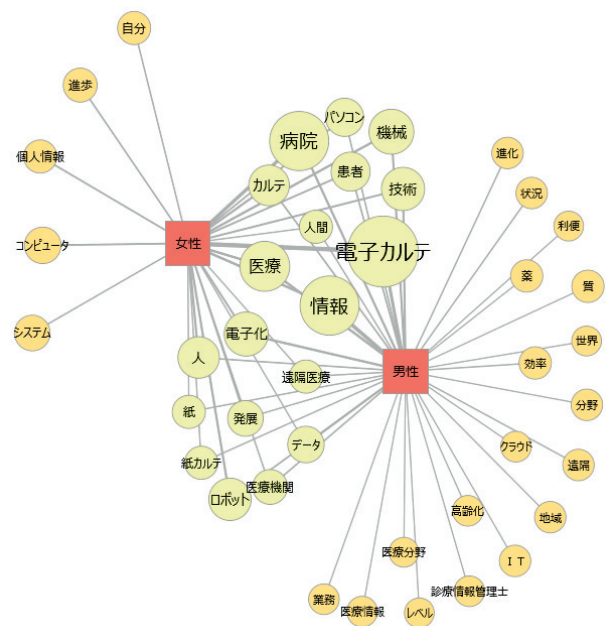 自分
進歩
パソコン
機械
病院
個人情報
進化
患者
カルテ
技術
状況
人間
利便
女性
コンピュータ
電子カルテ
医療
薬
質
情報
システム
電子化
世界
人
効率
男性
遠隔医療
分野
紙
発展
データ
クラウド
紙カルテ
遠隔
医療機関
ロボット
高齢化
地域
医療分野
IT
診療情報管理士
業務
医療情報
レベル